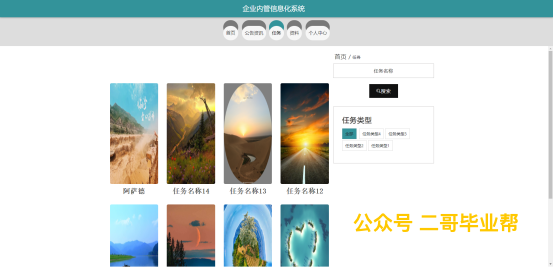 企业内管信息化系统
首页 公告资讯 任务 资料 个人中心
首页 / 任务
任务名称
搜索
任务类型
全部 任务类型4 任务类型3
任务类型2 任务类型1
阿萨德 任务名称14 任务名称13 任务名称12
公众号 二哥毕业帮